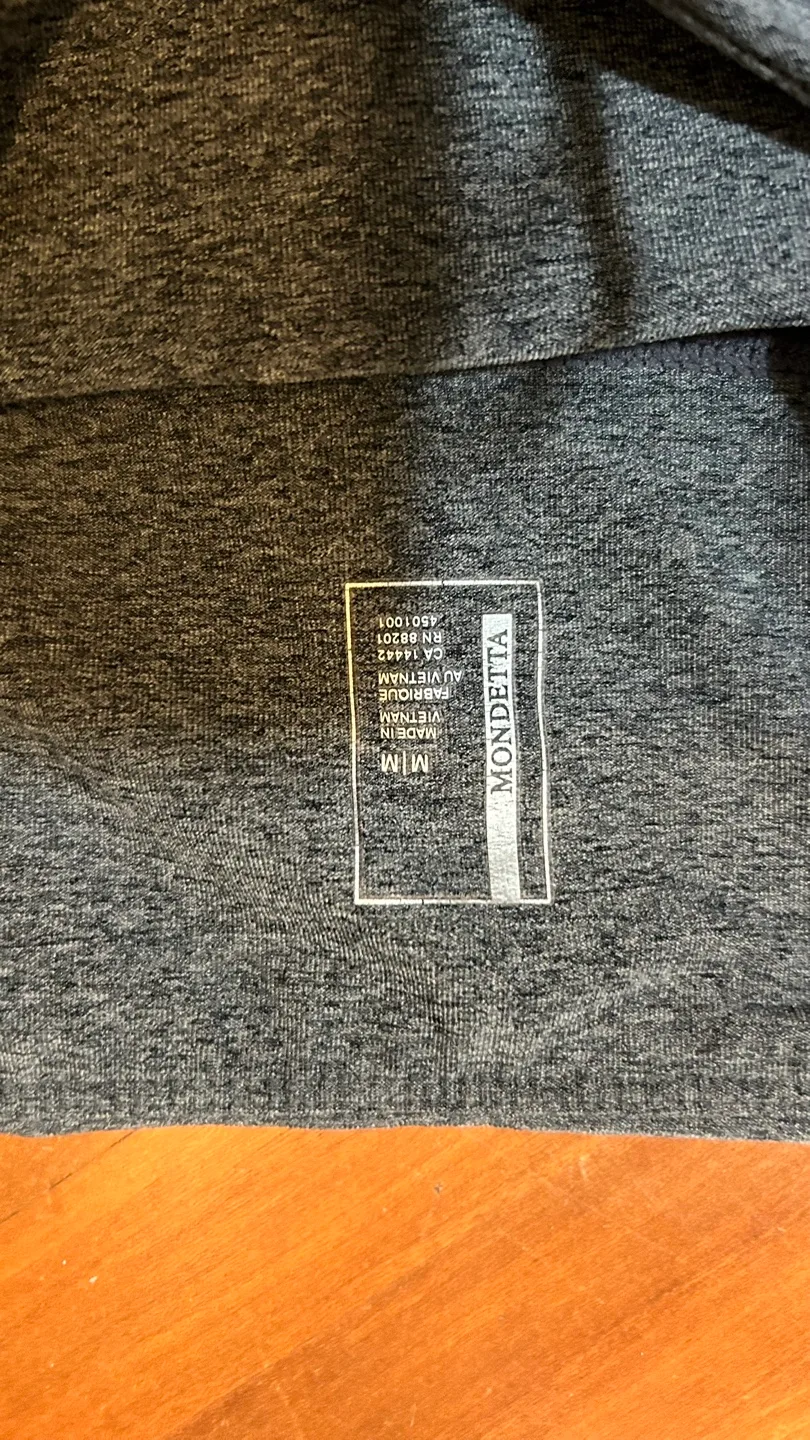 MONDETTA
M|M
MADE IN
VIETNAM
FABRIQUÉ
AU VIETNAM
CA 14442
RN 88201
4501001